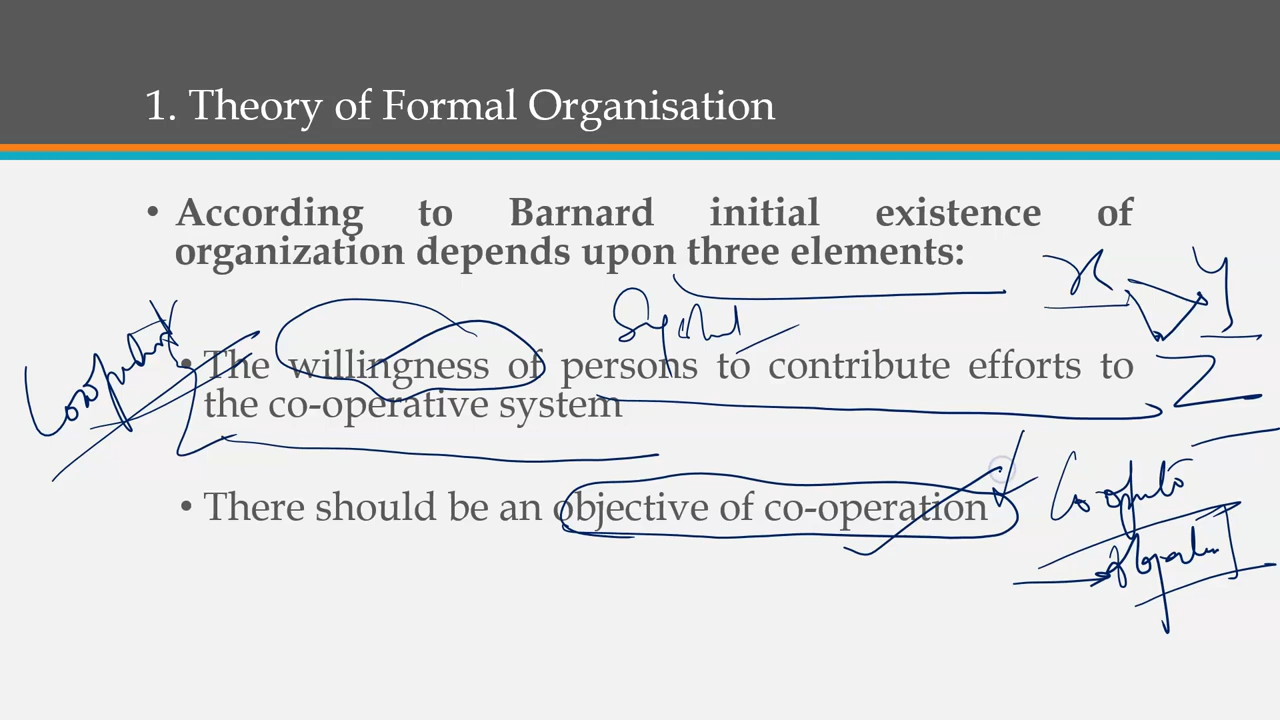 1. Theory of Formal Organisation
• According to Barnard initial existence of
organization depends upon three elements:
x y
• The willingness of persons to contribute efforts to
Z
the co-operative system
• There should be an objective of co-operation